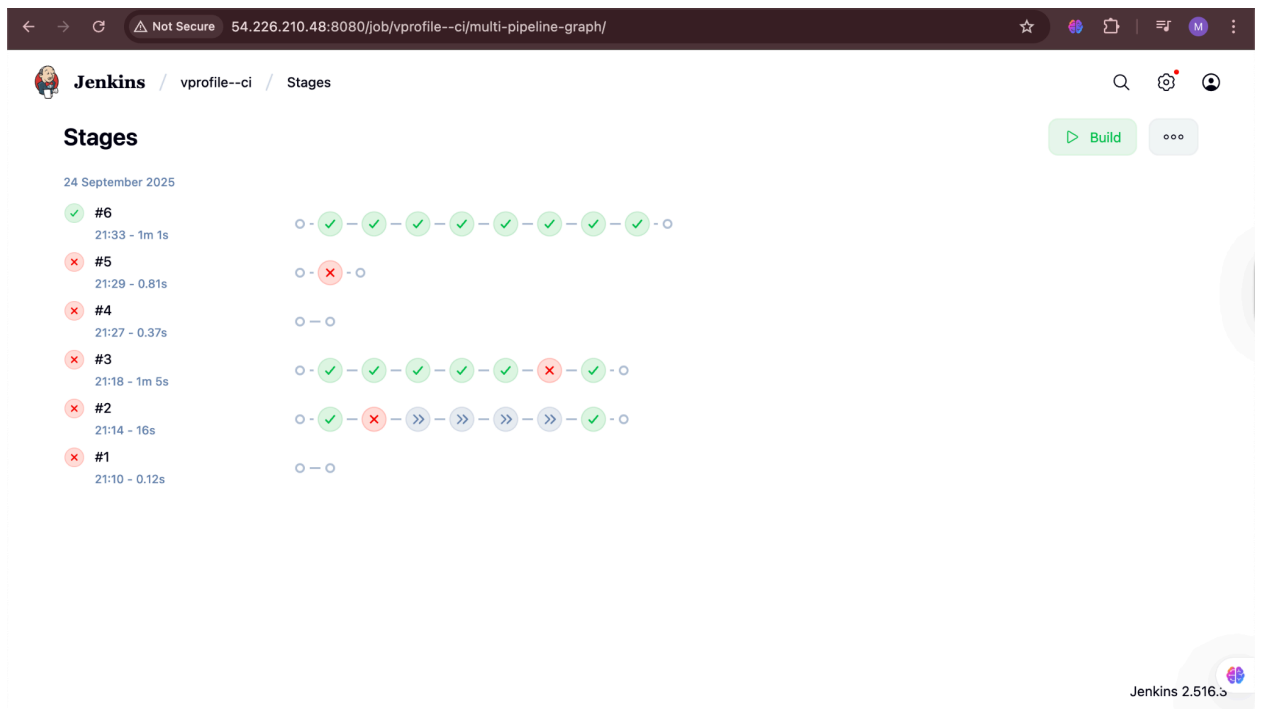 Not Secure 54.226.210.48:8080/job/vprofile--ci/multi-pipeline-graph/ M
Jenkins / vprofile--ci / Stages
Stages
Build
24 September 2025
#6
21:33 - 1m 1s
#5
21:29 - 0.81s
#4
21:27 - 0.37s
#3
21:18 - 1m 5s
#2
21:14 - 16s
#1
21:10 - 0.12s
Jenkins 2.516.3